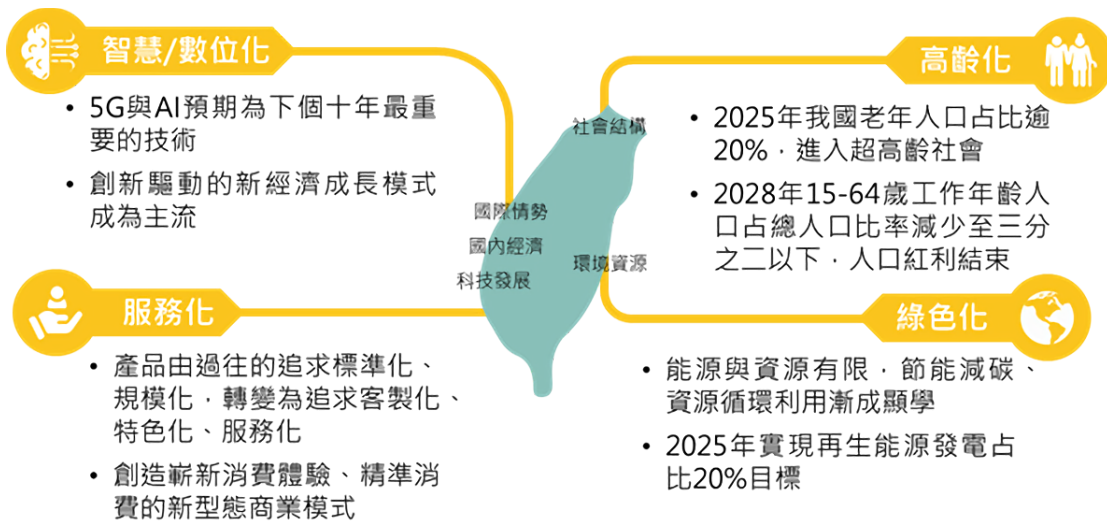 智慧/數位化
• 5G與AI預期為下個十年最重
要的技術
• 創新驅動的新經濟成長模式
成為主流
高齡化
• 2025年我國老年人口占比逾
20%，進入超高齡社會
• 2028年15-64歲工作年齡人
口占總人口比率減少至三分
之二以下，人口紅利結束
社會結構
國際情勢
國內經濟
科技發展
環境資源
服務化
• 產品由過往的追求標準化、
規模化，轉變為追求客製化、
特色化、服務化
• 創造嶄新消費體驗、精準消
費的新型態商業模式
綠色化
• 能源與資源有限，節能減碳、
資源循環利用漸成顯學
• 2025年實現再生能源發電占
比20%目標